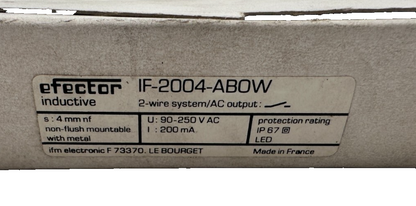 efector IF-2004-ABOW
inductive 2-wire system/AC output:
s : 4 mm nf U: 90-250 V AC protection rating
non-flush mountable I : 200 mA. IP 67
with metal LED
ifm electronic F 73370. LE BOURGET Made in France